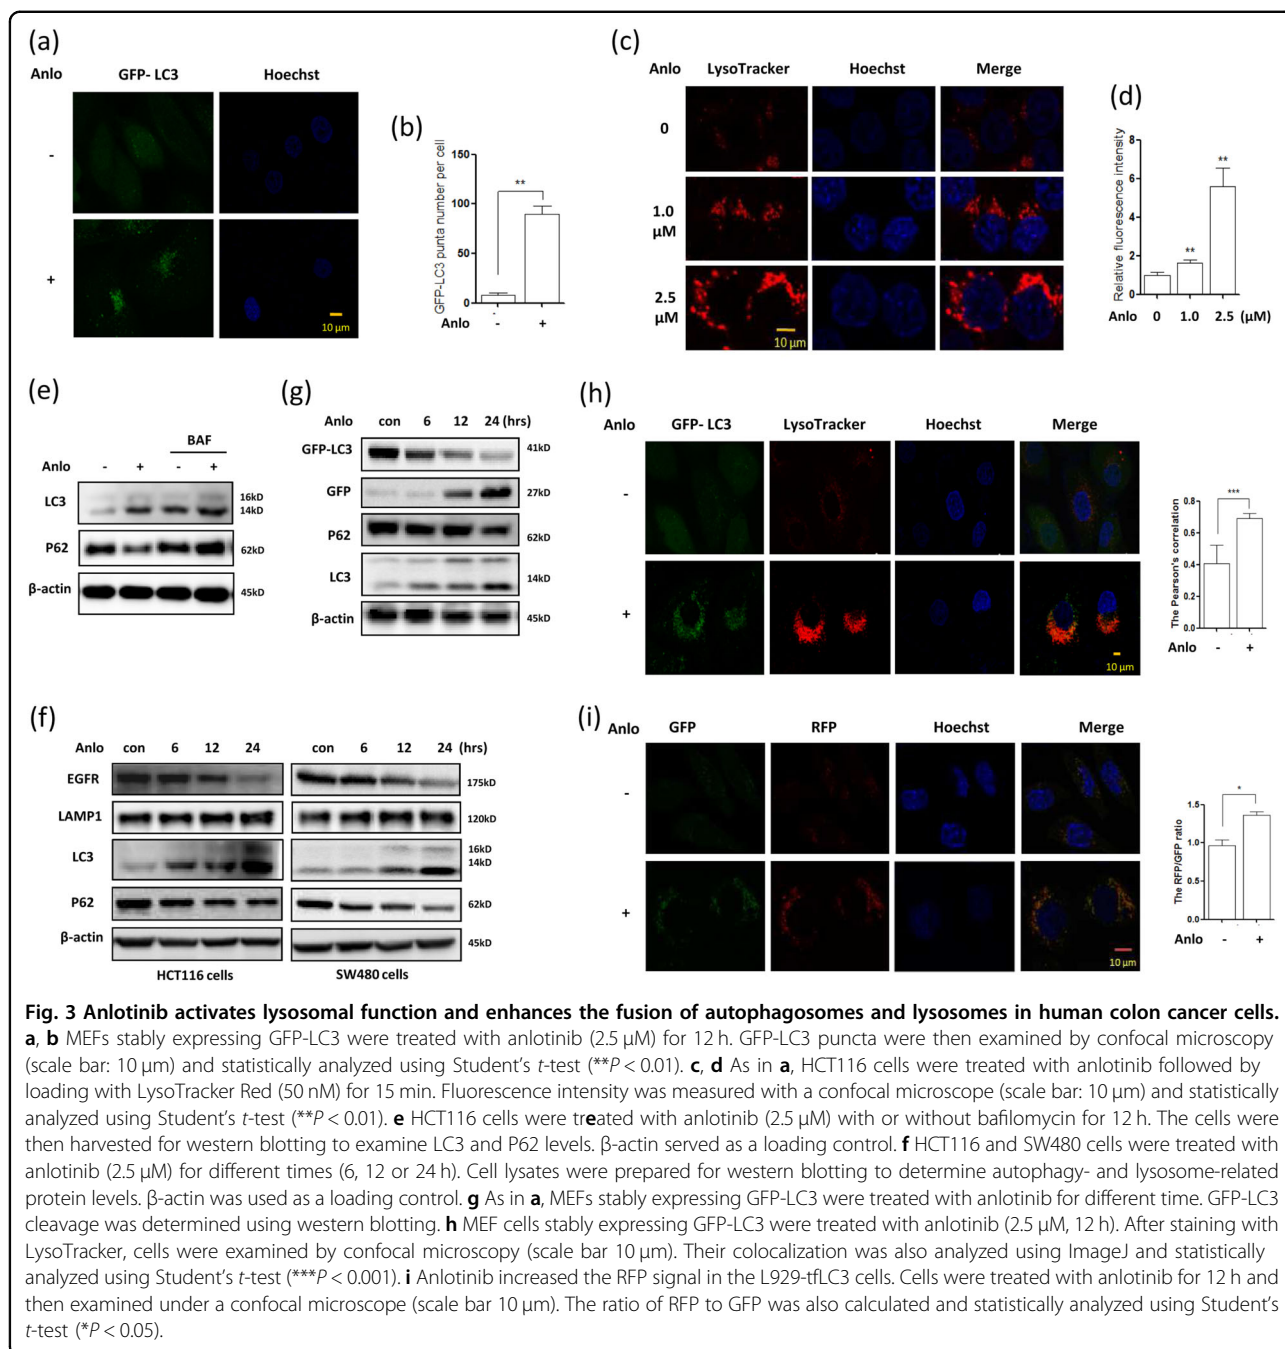 (a)
Anlo GFP- LC3 Hoechst
-
+
10 µm
(b)
GFP-LC3 punta number per cell
150
100
50
0
**
Anlo - +
(c)
Anlo LysoTracker Hoechst Merge
0
1.0
µM
2.5
µM
10 µm
(d)
Relative fluorescence intensity
8
6
4
2
0
**
**
Anlo 0 1.0 2.5 (µM)
(e)
BAF
Anlo - + - +
LC3 16kD
14kD
P62 62kD
β-actin 45kD
(g)
Anlo con 6 12 24 (hrs)
GFP-LC3 41kD
GFP 27kD
P62 62kD
LC3 14kD
β-actin 45kD
(h)
Anlo GFP- LC3 LysoTracker Hoechst Merge
-
+
10 µm
The Pearson's correlation
0.8
0.6
0.4
0.2
0.0
***
Anlo - +
(f)
Anlo con 6 12 24 con 6 12 24 (hrs)
EGFR 175kD
LAMP1 120kD
LC3 16kD
14kD
P62 62kD
β-actin 45kD
HCT116 cells SW480 cells
(i)
Anlo GFP RFP Hoechst Merge
-
+
10 µm
The RFP/GFP ratio
1.5
1.0
0.5
0.0
*
Anlo - +
Fig. 3 Anlotinib activates lysosomal function and enhances the fusion of autophagosomes and lysosomes in human colon cancer cells.
a, b MEFs stably expressing GFP-LC3 were treated with anlotinib (2.5 µM) for 12 h. GFP-LC3 puncta were then examined by confocal microscopy
(scale bar: 10 µm) and statistically analyzed using Student's t-test (**P < 0.01). c, d As in a, HCT116 cells were treated with anlotinib followed by
loading with LysoTracker Red (50 nM) for 15 min. Fluorescence intensity was measured with a confocal microscope (scale bar: 10 µm) and statistically
analyzed using Student's t-test (**P < 0.01). e HCT116 cells were treated with anlotinib (2.5 µM) with or without bafilomycin for 12 h. The cells were
then harvested for western blotting to examine LC3 and P62 levels. β-actin served as a loading control. f HCT116 and SW480 cells were treated with
anlotinib (2.5 µM) for different times (6, 12 or 24 h). Cell lysates were prepared for western blotting to determine autophagy- and lysosome-related
protein levels. β-actin was used as a loading control. g As in a, MEFs stably expressing GFP-LC3 were treated with anlotinib for different time. GFP-LC3
cleavage was determined using western blotting. h MEF cells stably expressing GFP-LC3 were treated with anlotinib (2.5 µM, 12 h). After staining with
LysoTracker, cells were examined by confocal microscopy (scale bar 10 µm). Their colocalization was also analyzed using ImageJ and statistically
analyzed using Student's t-test (***P < 0.001). i Anlotinib increased the RFP signal in the L929-tfLC3 cells. Cells were treated with anlotinib for 12 h and
then examined under a confocal microscope (scale bar 10 µm). The ratio of RFP to GFP was also calculated and statistically analyzed using Student's
t-test (*P < 0.05).